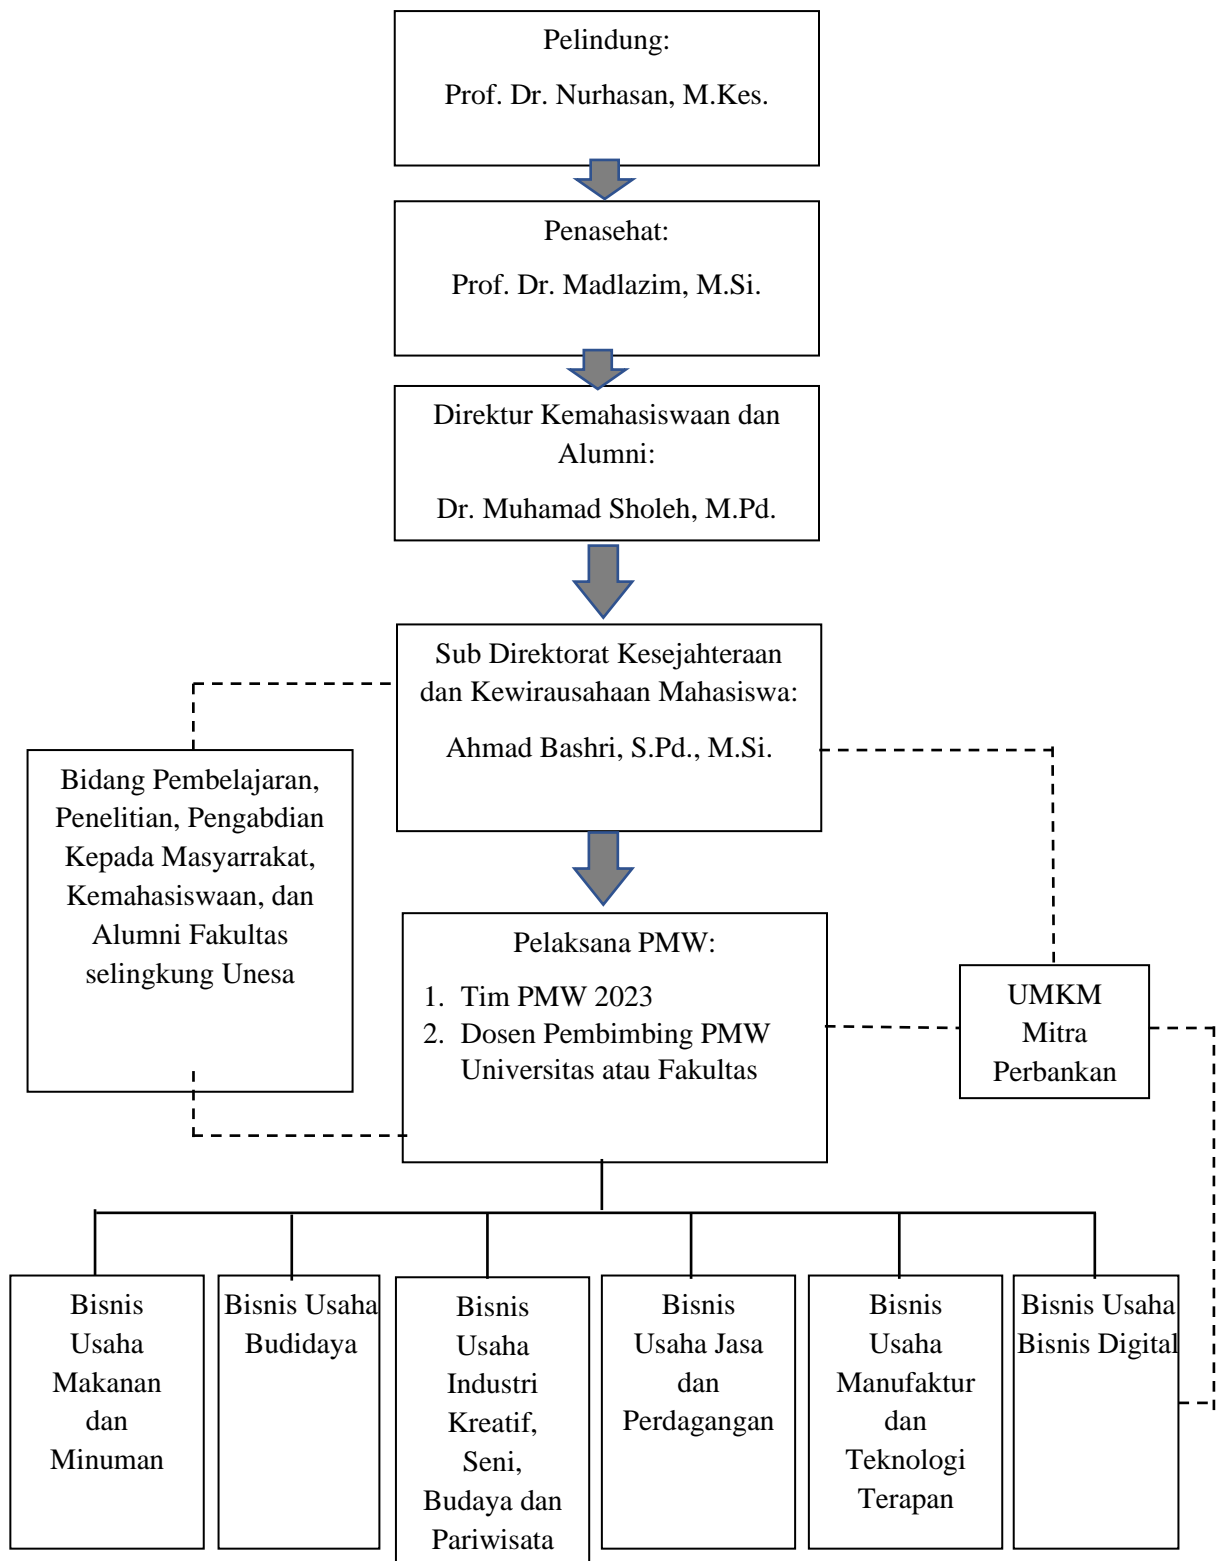 Pelindung:
Prof. Dr. Nurhasan, M.Kes.
Penasehat:
Prof. Dr. Madlazim, M.Si.
Direktur Kemahasiswaan dan
Alumni:
Dr. Muhamad Sholeh, M.Pd.
Sub Direktorat Kesejahteraan
dan Kewirausahaan Mahasiswa:
Ahmad Bashri, S.Pd., M.Si.
Bidang Pembelajaran,
Penelitian, Pengabdian
Kepada Masyarrakat,
Kemahasiswaan, dan
Alumni Fakultas
selingkung Unesa
Pelaksana PMW:
1. Tim PMW 2023
2. Dosen Pembimbing PMW
Universitas atau Fakultas
UMKM
Mitra
Perbankan
Bisnis
Usaha
Makanan
dan
Minuman
Bisnis Usaha
Budidaya
Bisnis
Usaha
Industri
Kreatif,
Seni,
Budaya dan
Pariwisata
Bisnis
Usaha Jasa
dan
Perdagangan
Bisnis
Usaha
Manufaktur
dan
Teknologi
Terapan
Bisnis Usaha
Bisnis Digital